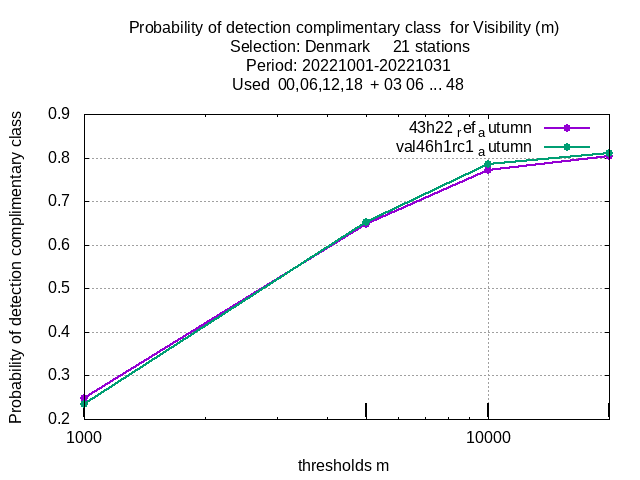 Probability of detection complimentary class  for Visibility (m)
Selection: Denmark     21 stations
Period: 20221001-20221031
Used  00,06,12,18  + 03 06 ... 48
Probability of detection complimentary class
0.9
0.8
0.7
0.6
0.5
0.4
0.3
0.2
43h22 refautumn
val46h1rc1 autumn
1000
10000
thresholds m